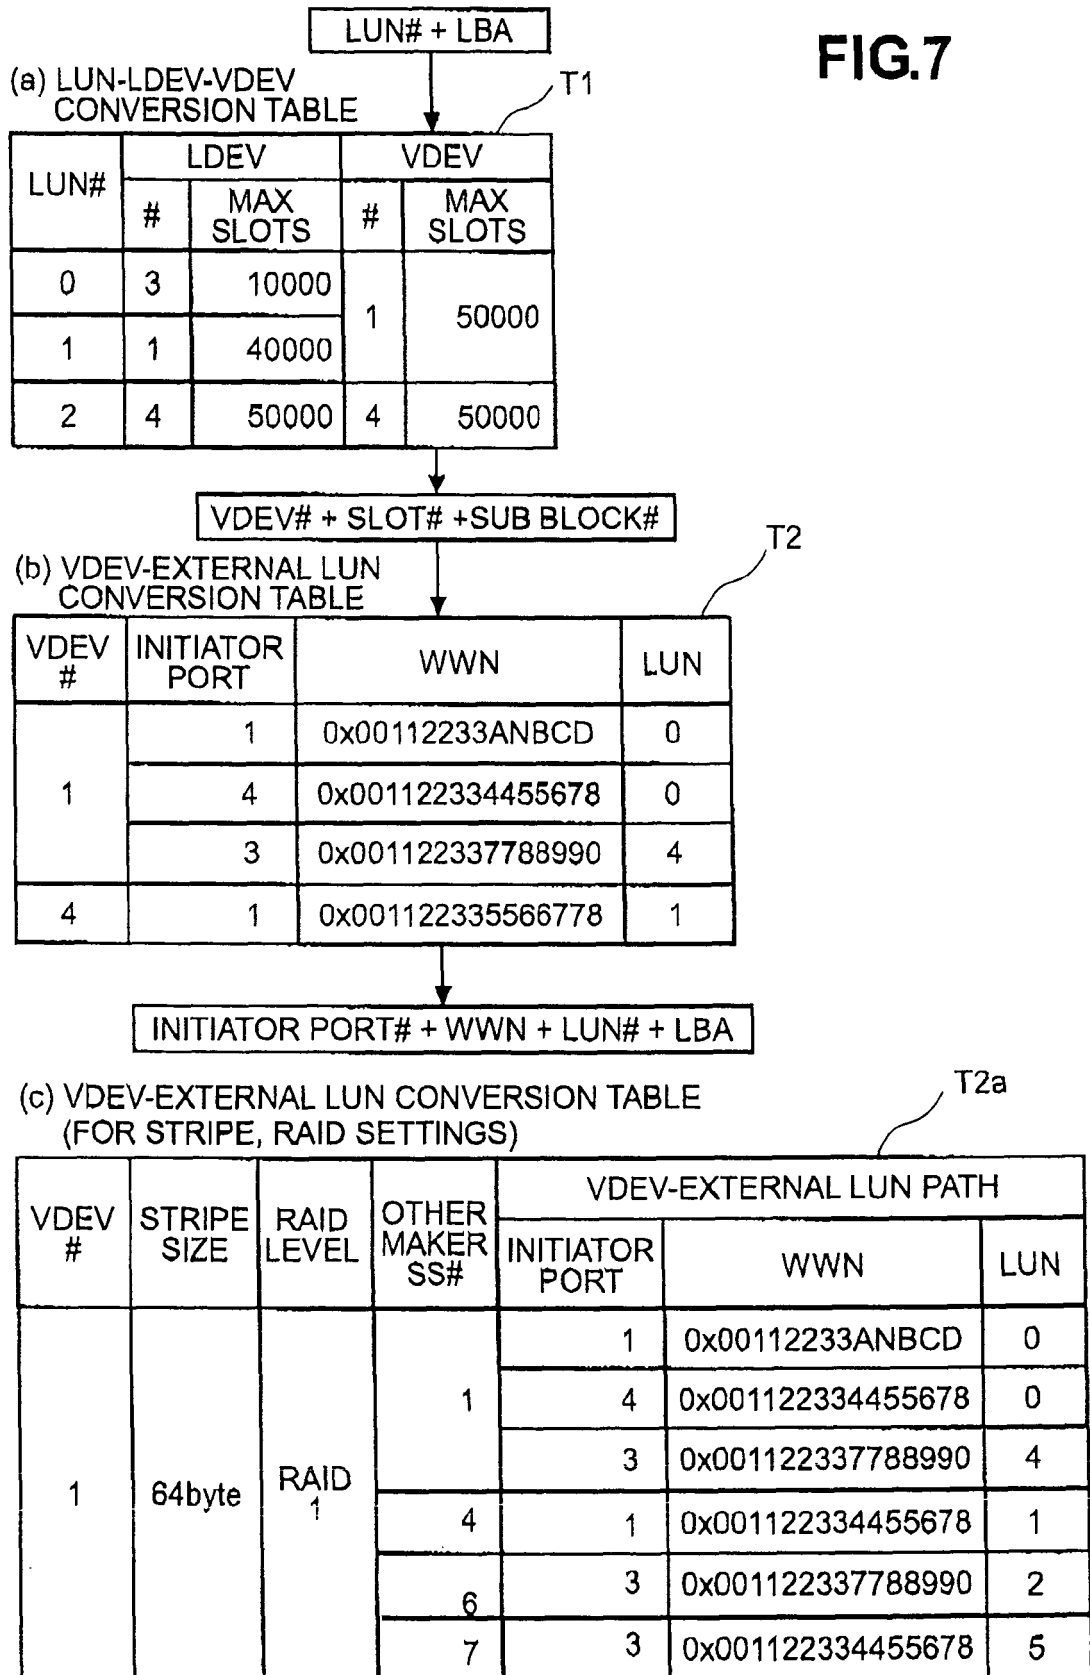 LUN# + LBA
FIG.7
(a) LUN-LDEV-VDEV
CONVERSION TABLE
T1
LUN# LDEV VDEV
# MAX SLOTS # MAX SLOTS
0 3 10000 1 50000
1 1 40000
2 4 50000 4 50000
VDEV# + SLOT# +SUB BLOCK#
T2
(b) VDEV-EXTERNAL LUN
CONVERSION TABLE
VDEV # INITIATOR PORT WWN LUN
1 1 0x00112233ANBCD 0
4 0x001122334455678 0
3 0x001122337788990 4
4 1 0x001122335566778 1
INITIATOR PORT# + WWN + LUN# + LBA
(c) VDEV-EXTERNAL LUN CONVERSION TABLE
(FOR STRIPE, RAID SETTINGS)
T2a
VDEV # STRIPE SIZE RAID LEVEL OTHER MAKER SS# VDEV-EXTERNAL LUN PATH
INITIATOR PORT WWN LUN
1 64byte RAID 1 1 1 0x00112233ANBCD 0
4 0x001122334455678 0
3 0x001122337788990 4
4 1 0x001122334455678 1
6 3 0x001122337788990 2
7 3 0x001122334455678 5